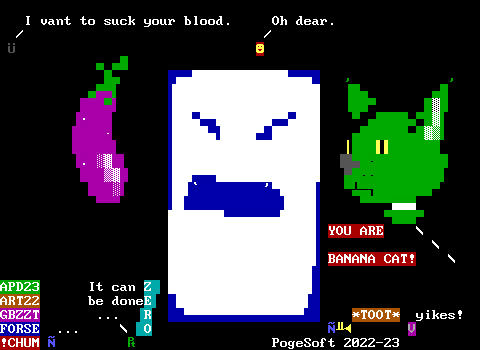 I vant to suck your blood.
Oh dear.
ü
YOU ARE
BANANA CAT!
APD23
ART22
GBZZT
FORSE
!CHUM Ñ
It can
be done
...
...
ZERO
R
*TOOT* yikes!
Ñ
V
PogeSoft 2022-23